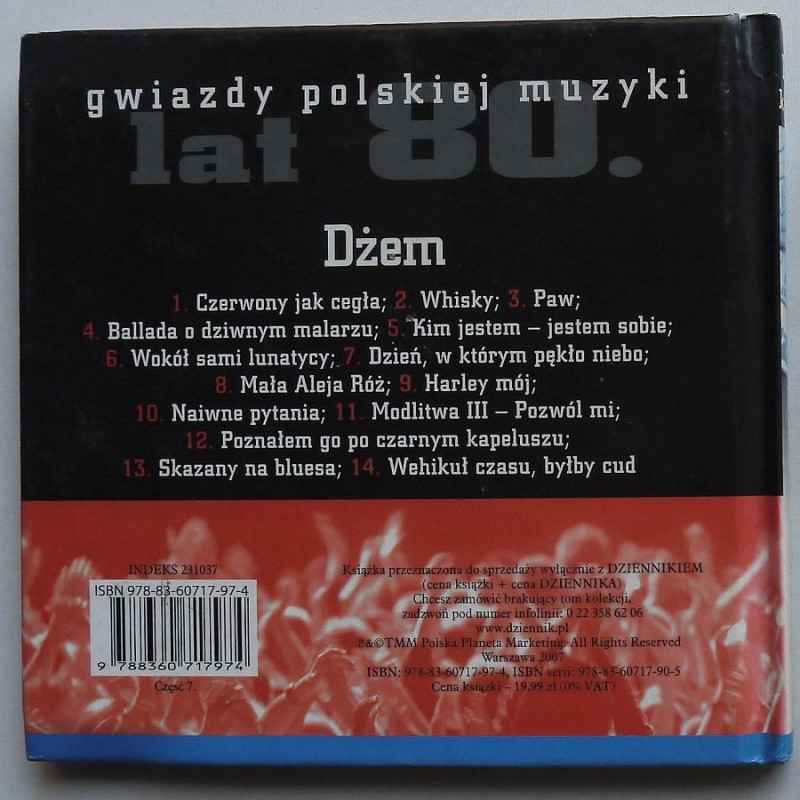 gwiazdy polskiej muzyki
lat 80.
Dżem
1. Czerwony jak cegła; 2. Whisky; 3. Paw;
4. Ballada o dziwnym malarzu; 5. Kim jestem – jestem sobie;
6. Wokół sami lunatycy; 7. Dzień, w którym pękło niebo;
8. Mała Aleja Róż; 9. Harley mój;
10. Naiwne pytania; 11. Modlitwa III – Pozwól mi;
12. Poznałem go po czarnym kapeluszu;
13. Skazany na bluesa; 14. Wehikuł czasu, byłby cud
INDEKS 231037
ISBN 978-83-60717-97-4
9 788360 717974
Część 7.
Książka przeznaczona do sprzedaży wyłącznie z DZIENNIKIEM
(cena książki + cena DZIENNIKA)
Chcesz zamówić brakujący tom kolekcji,
zadzwoń pod numer infolinii: 0 22 358 62 06
www.dziennik.pl
℗&©TMM Polska/Planeta Marketing. All Rights Reserved
Warszawa 2007
ISBN: 978-83-60717-97-4, ISBN serii: 978-83-60717-90-5
Cena książki – 19,99 zł (0% VAT)